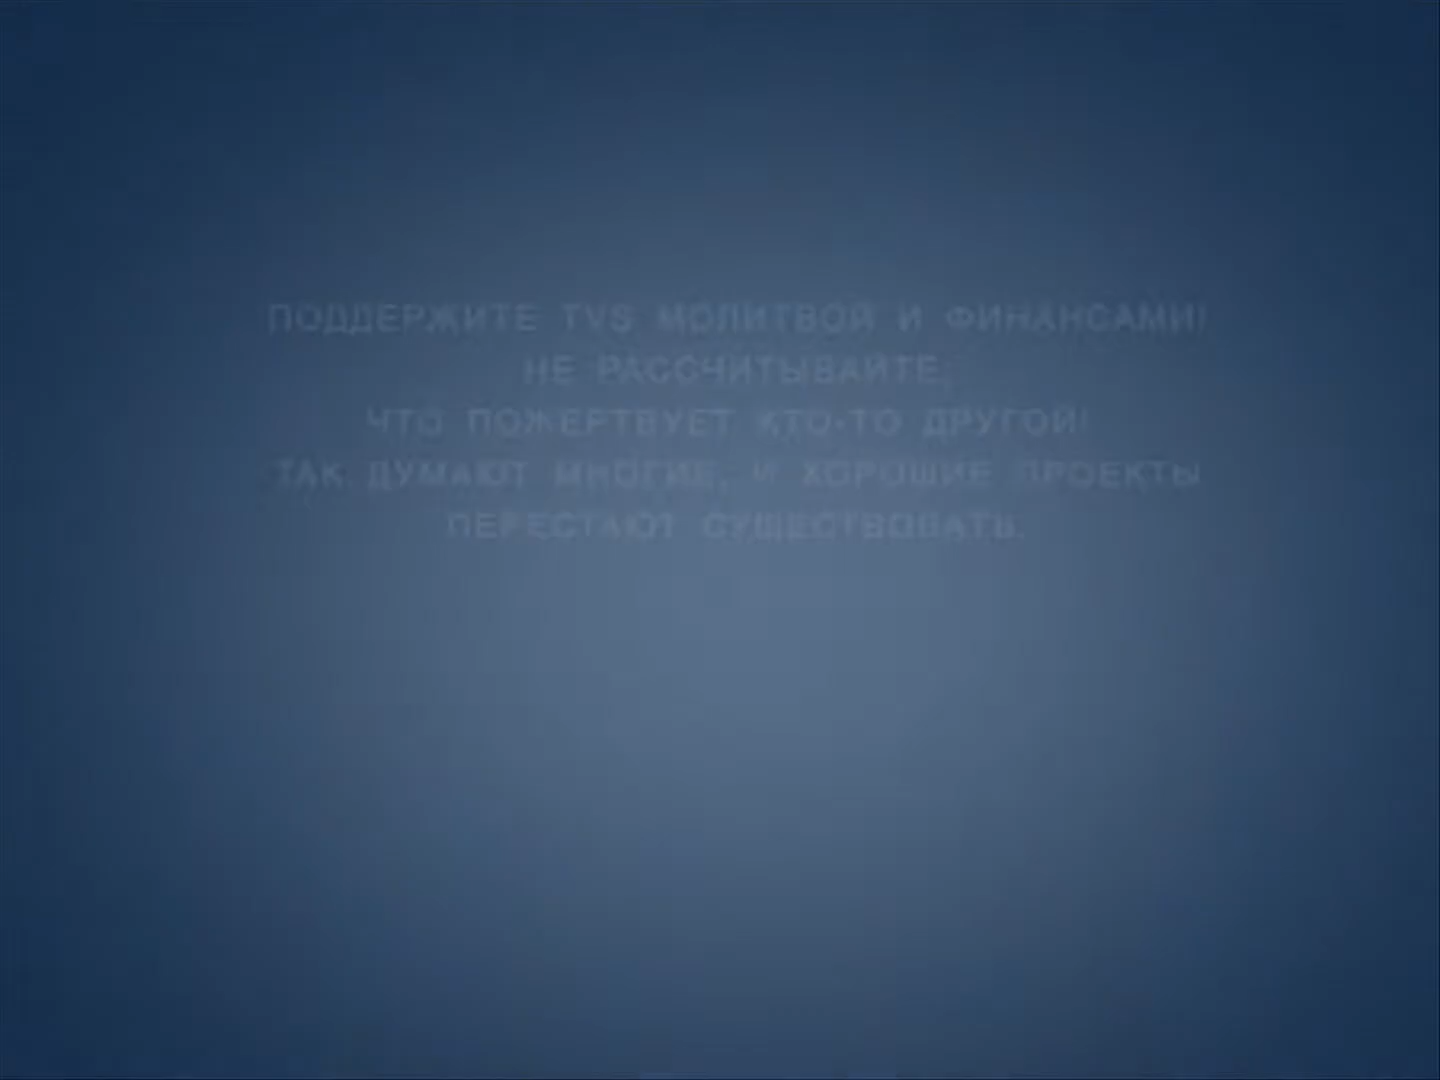 ПОДДЕРЖИТЕ TVS МОЛИТВОЙ И ФИНАНСАМИ!
НЕ РАССЧИТЫВАЙТЕ,
ЧТО ПОЖЕРТВУЕТ КТО-ТО ДРУГОЙ!
ТАК ДУМАЮТ МНОГИЕ, И ХОРОШИЕ ПРОЕКТЫ
ПЕРЕСТАЮТ СУЩЕСТВОВАТЬ.